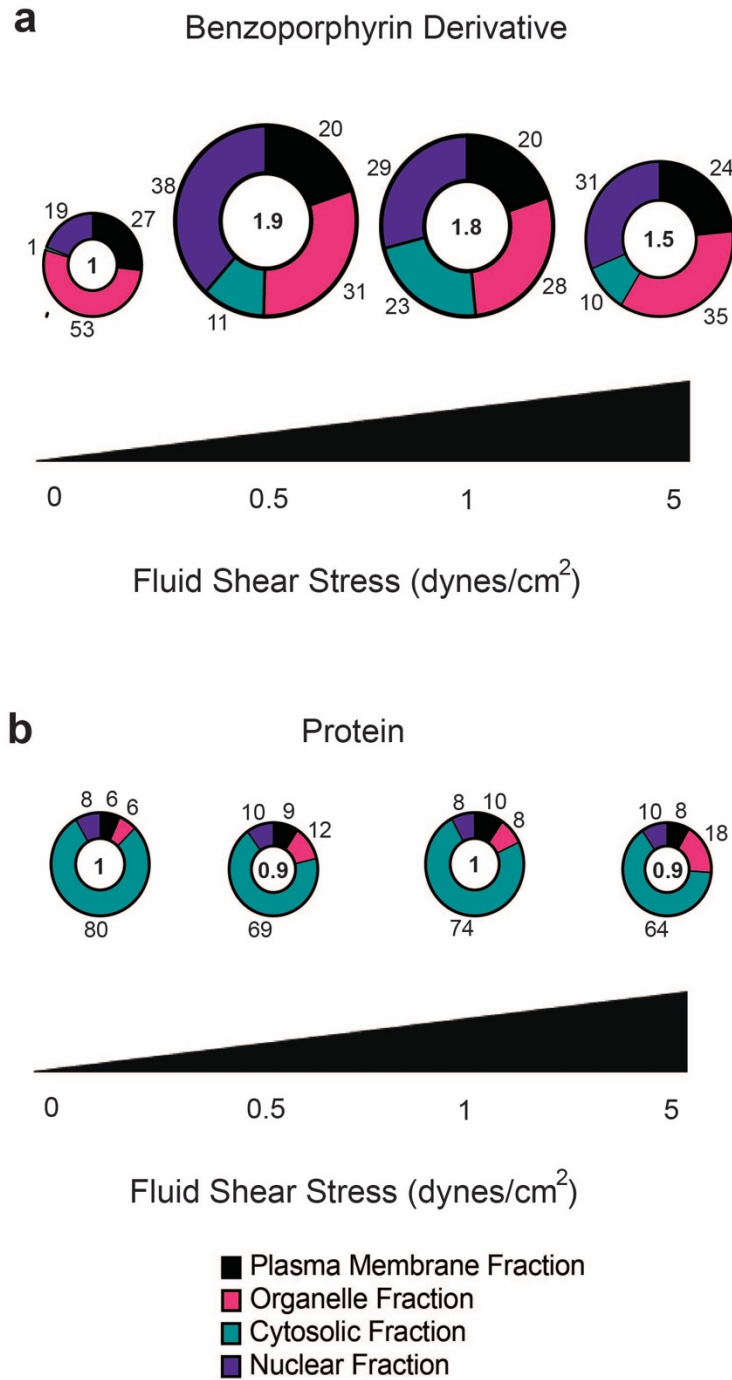 a
Benzoporphyrin Derivative
19 27 1 1 53
38 20 1.9 11 31
29 20 1.8 23 28
31 24 1.5 10 35
0 0.5 1 5
Fluid Shear Stress (dynes/cm²)
b
Protein
8 6 6 1 80
10 9 12 0.9 69
8 10 8 1 74
10 8 18 0.9 64
0 0.5 1 5
Fluid Shear Stress (dynes/cm²)
Plasma Membrane Fraction
Organelle Fraction
Cytosolic Fraction
Nuclear Fraction